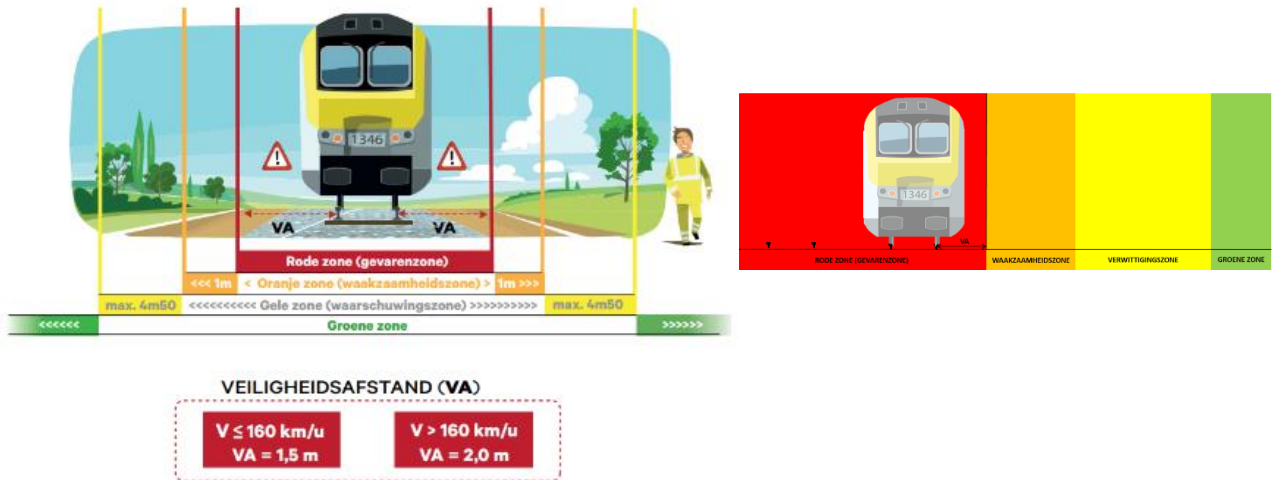 1346
VA VA
Rode zone (gevarenzone)
<<< 1m < Oranje zone (waakzaamheidszone) > 1m >>>
max. 4m50 <<<<<<<<<< Gele zone (waarschuwingszone) >>>>>>>>>> max. 4m50
<<<<<< Groene zone >>>>>>
VEILIGHEIDSAFSTAND (VA)
V ≤ 160 km/u
VA = 1,5 m
V > 160 km/u
VA = 2,0 m
1346
VA
RODE ZONE (GEVARENZONE) WAAKZAAMHEIDSZONE VERWITTIGINGSZONE GROENE ZONE